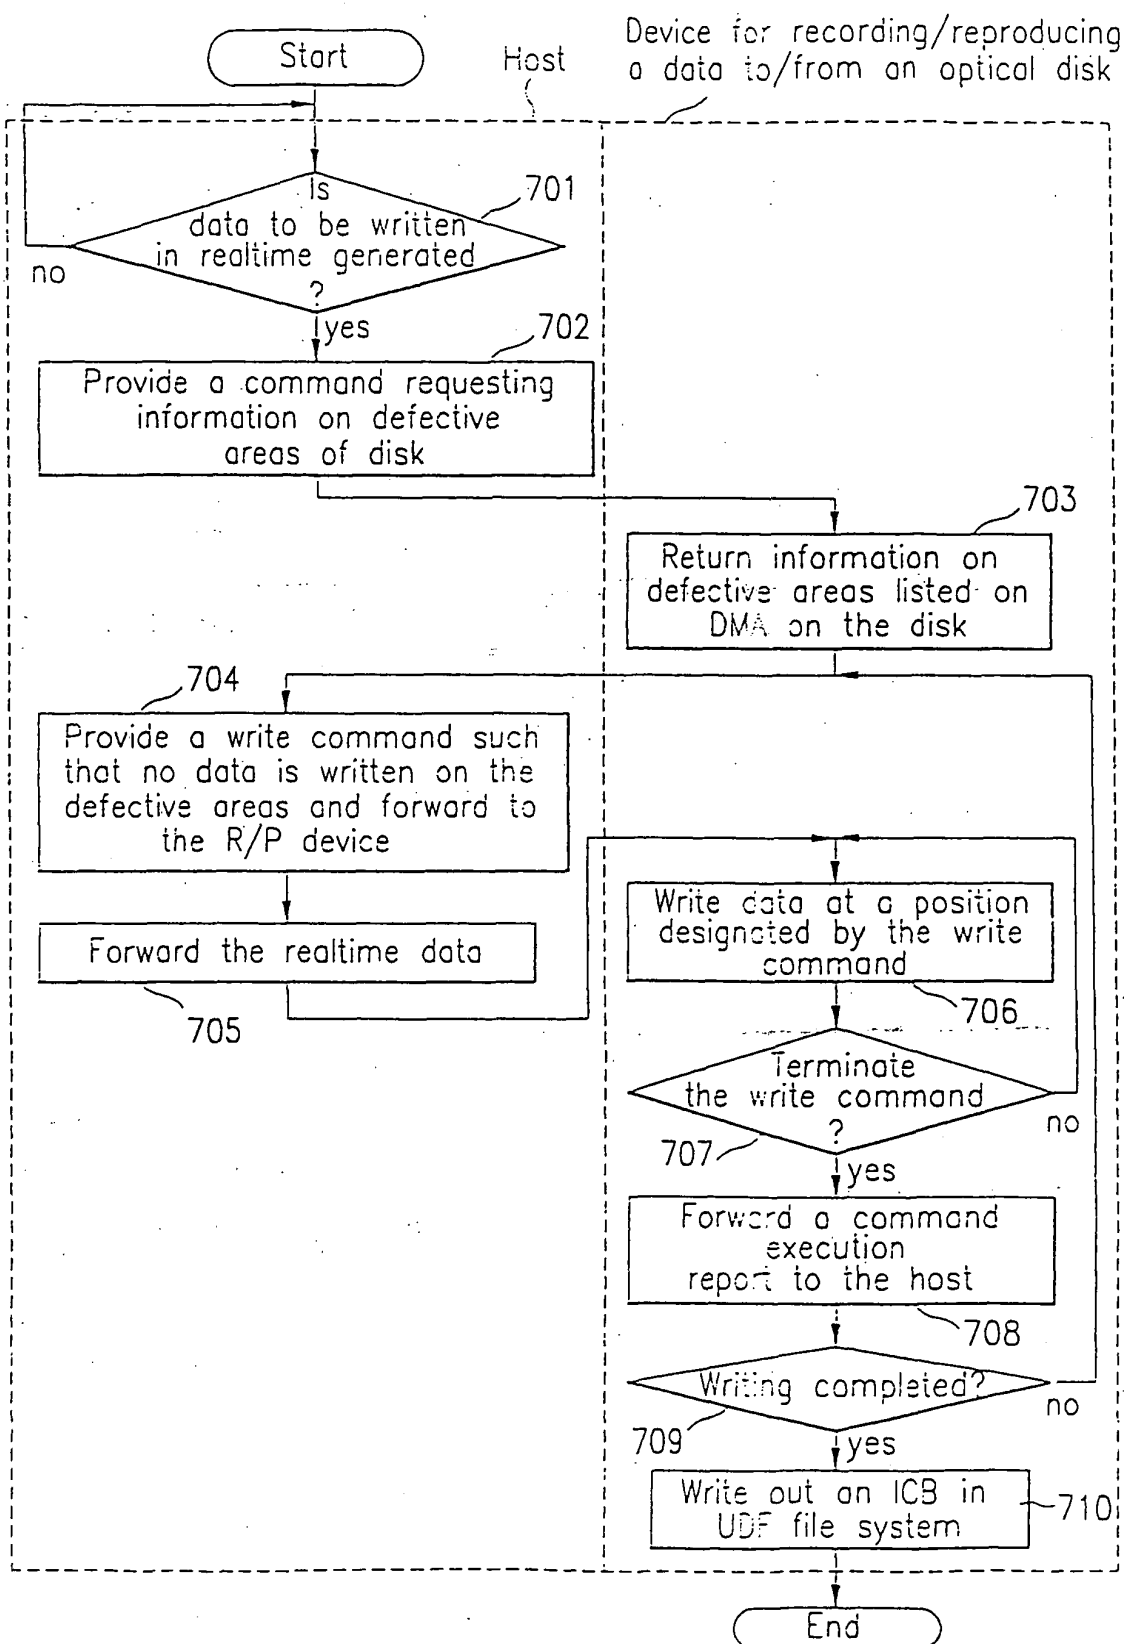 Start
Host
Device for recording/reproducing
a data to/from an optical disk
Is
data to be written
in realtime generated
?
701
no
yes
702
Provide a command requesting
information on defective
areas of disk
703
Return information on
defective areas listed on
DMA on the disk
704
Provide a write command such
that no data is written on the
defective areas and forward to
the R/P device
Forward the realtime data
705
Write data at a position
designated by the write
command
706
Terminate
the write command
?
707
no
yes
Forward a command
execution
report to the host
708
Writing completed?
709
no
yes
Write out an ICB in
UDF file system
710
End